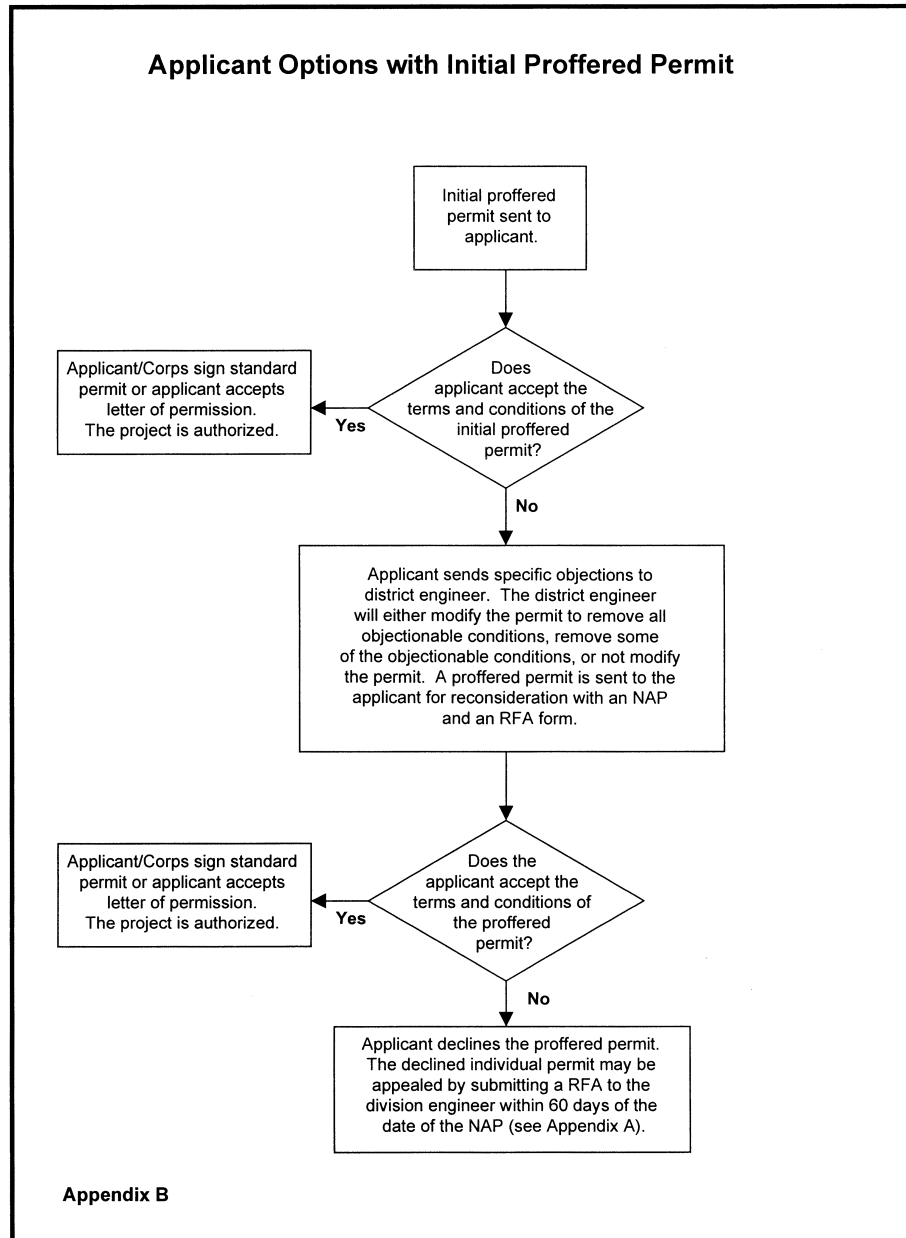 Applicant Options with Initial Proffered Permit
Initial proffered
permit sent to
applicant.
Does
applicant accept the
terms and conditions of the
initial proffered
permit?
Yes
Applicant/Corps sign standard
permit or applicant accepts
letter of permission.
The project is authorized.
No
Applicant sends specific objections to
district engineer. The district engineer
will either modify the permit to remove all
objectionable conditions, remove some
of the objectionable conditions, or not modify
the permit. A proffered permit is sent to the
applicant for reconsideration with an NAP
and an RFA form.
Does the
applicant accept the
terms and conditions of
the proffered
permit?
Yes
Applicant/Corps sign standard
permit or applicant accepts
letter of permission.
The project is authorized.
No
Applicant declines the proffered permit.
The declined individual permit may be
appealed by submitting a RFA to the
division engineer within 60 days of the
date of the NAP (see Appendix A).
Appendix B